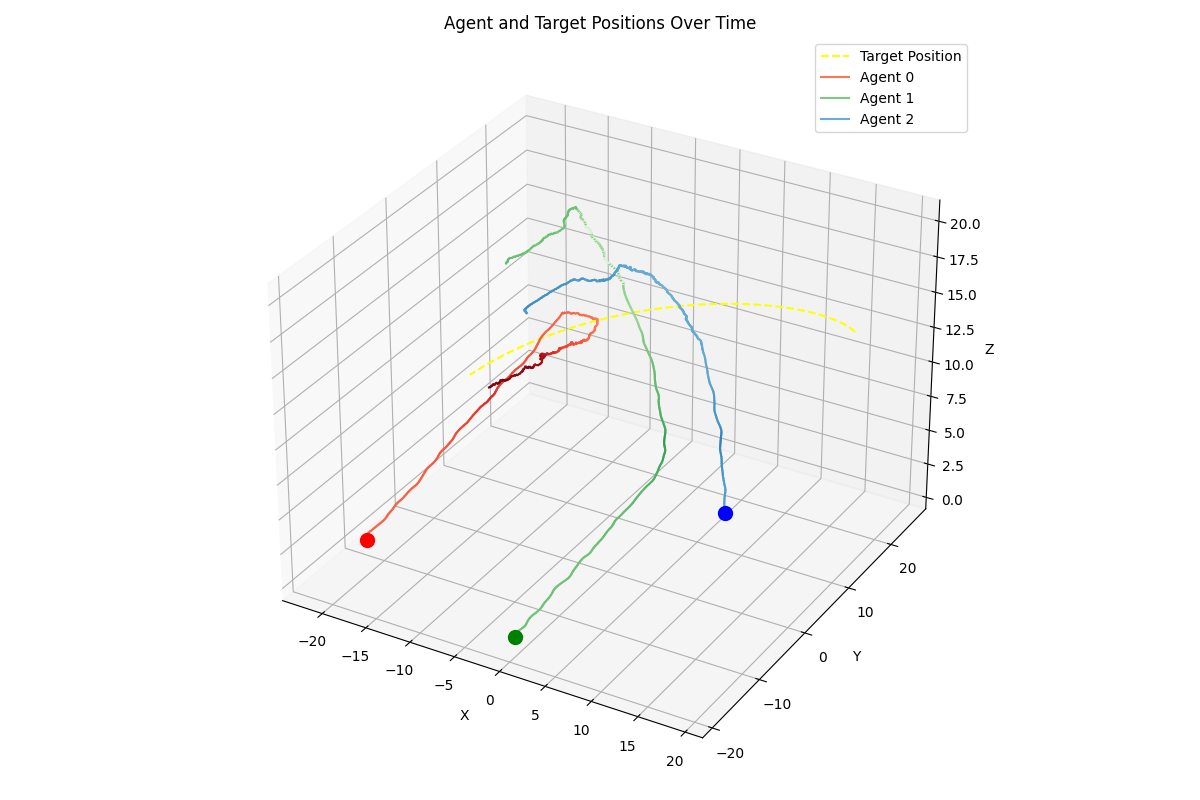 Agent and Target Positions Over Time
Target Position
Agent 0
Agent 1
Agent 2
20.0
17.5
15.0
12.5
10.0
7.5
5.0
2.5
0.0
Z
−20
−15
−10
−5
0
5
10
15
20
X
20
10
0
−10
−20
Y